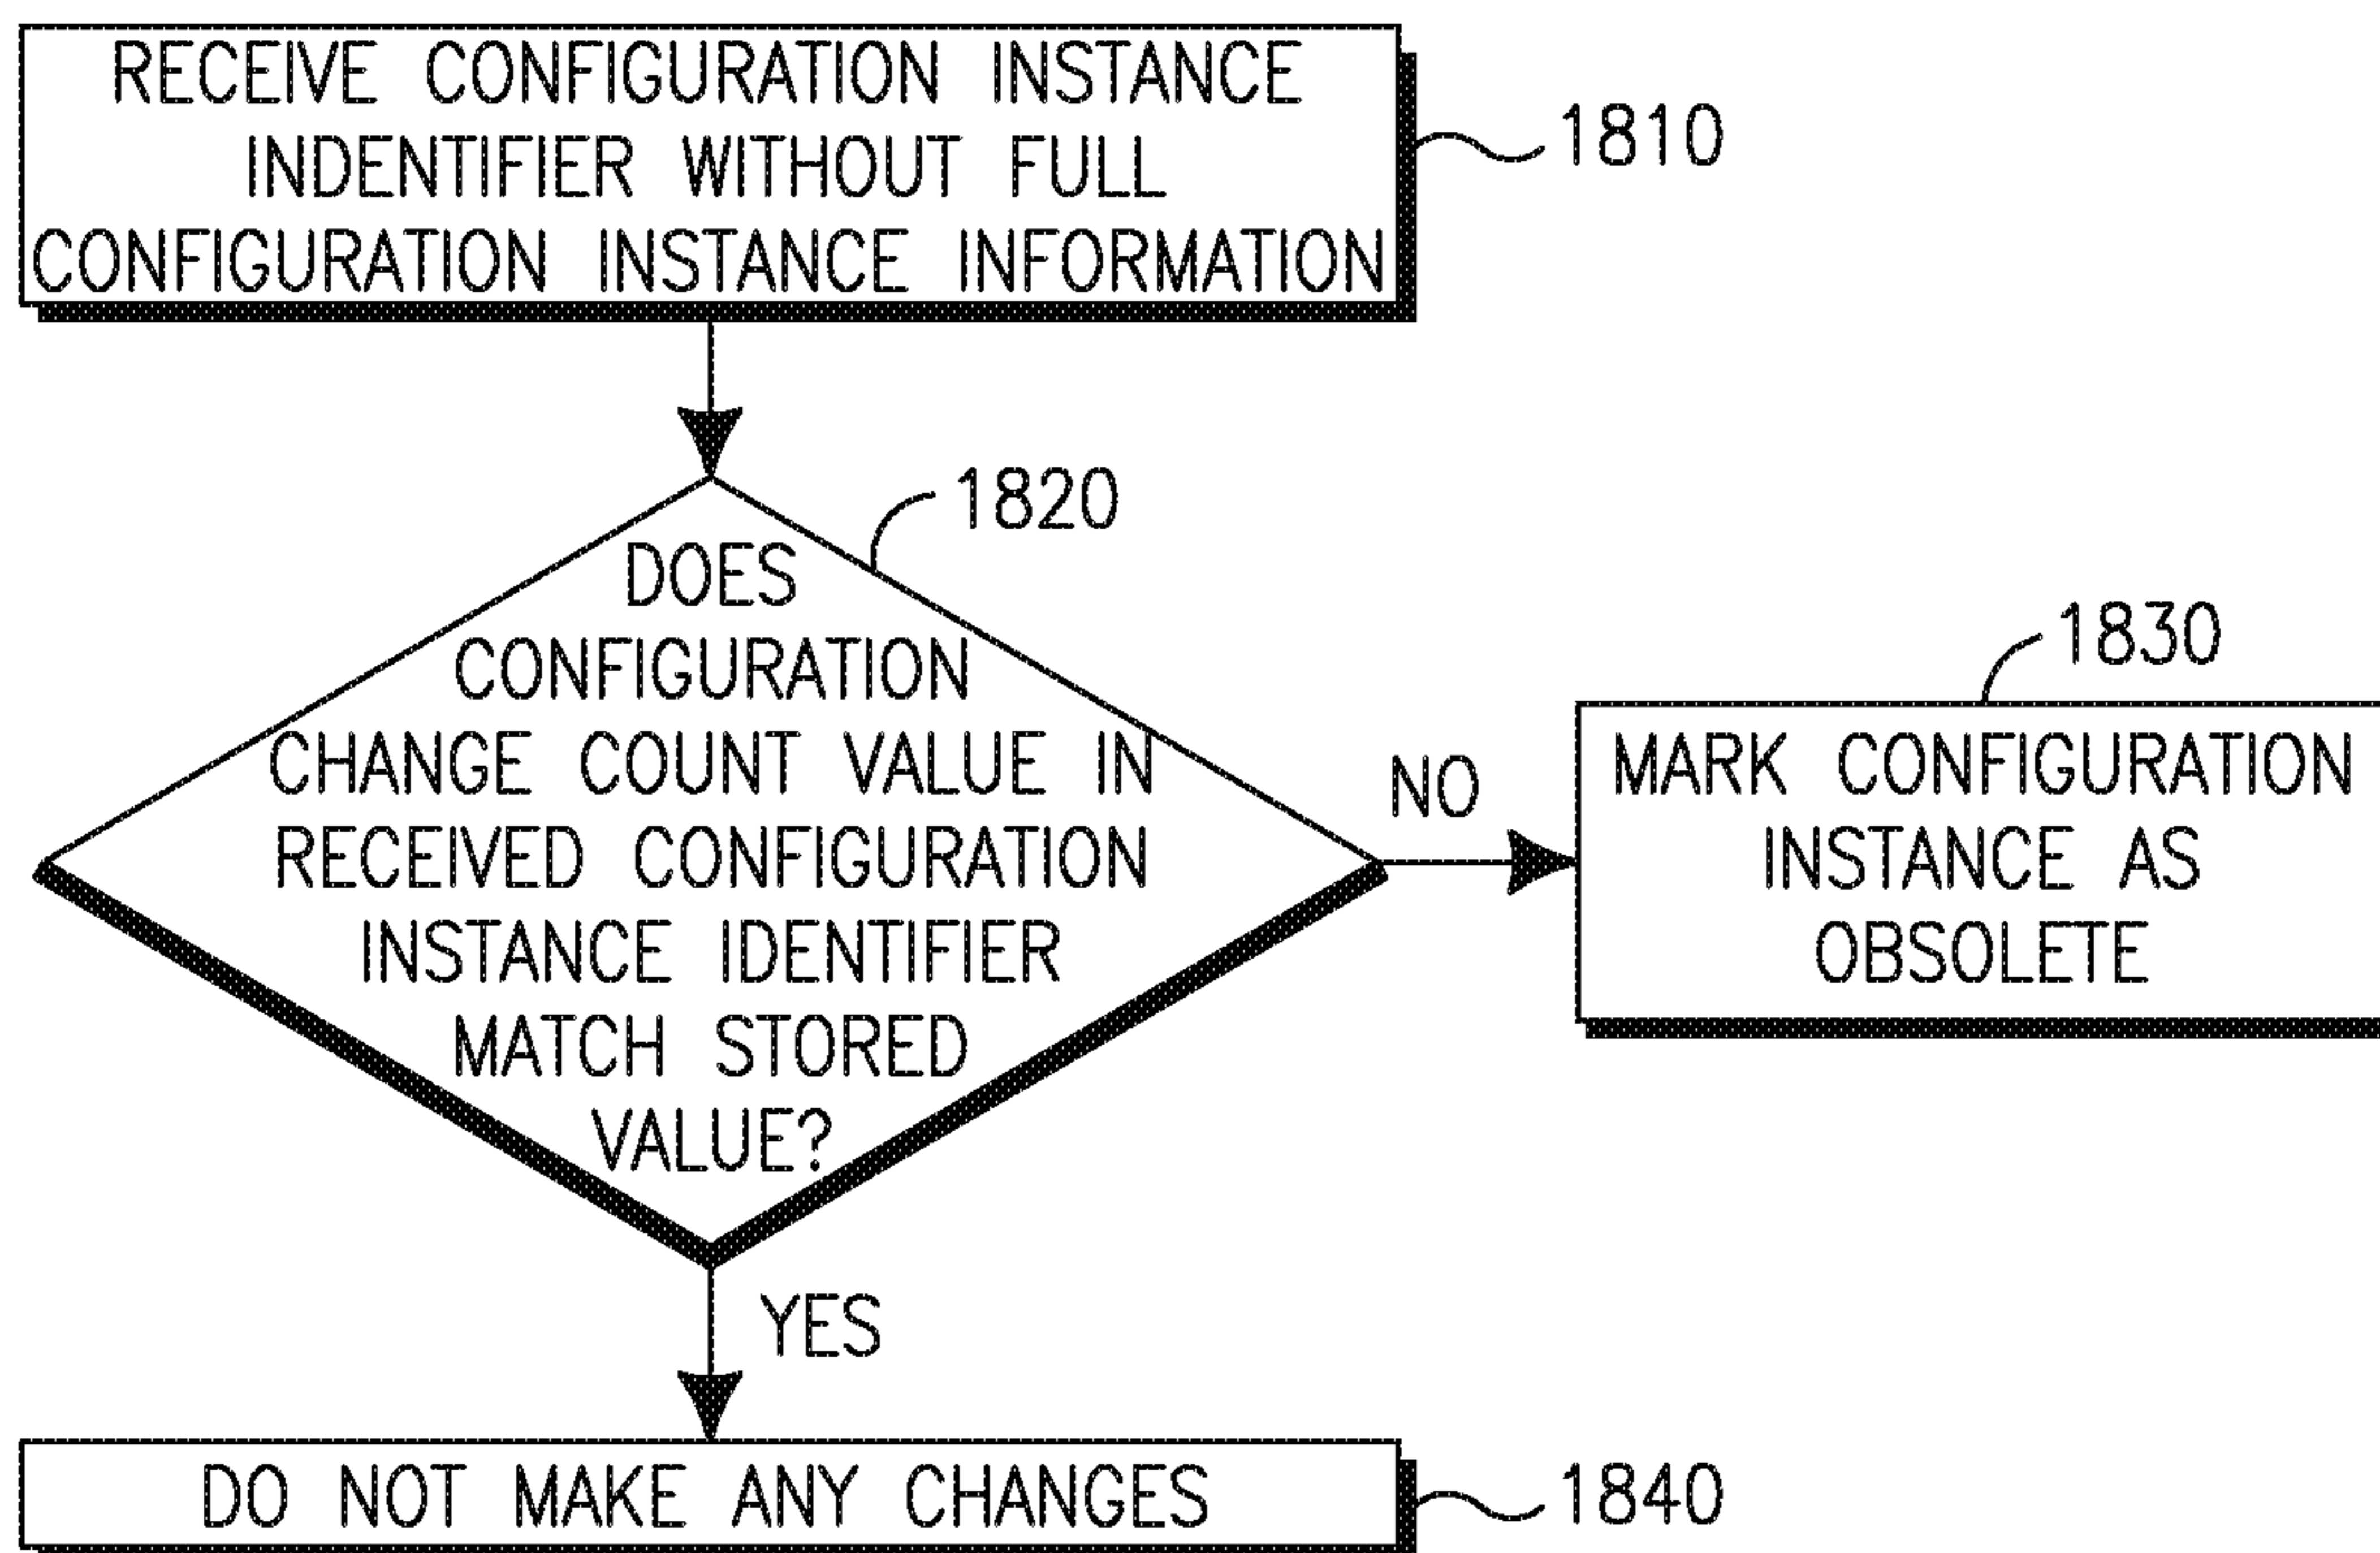 RECEIVE CONFIGURATION INSTANCE
INDENTIFIER WITHOUT FULL
CONFIGURATION INSTANCE INFORMATION
1810
1820
DOES
CONFIGURATION
CHANGE COUNT VALUE IN
RECEIVED CONFIGURATION
INSTANCE IDENTIFIER
MATCH STORED
VALUE?
NO
1830
MARK CONFIGURATION
INSTANCE AS
OBSOLETE
YES
DO NOT MAKE ANY CHANGES
1840